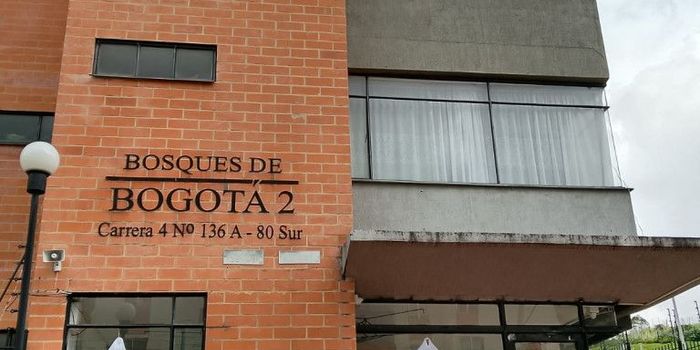 BOSQUES DE
BOGOTÁ 2
Carrera 4 Nº 136 A - 80 Sur